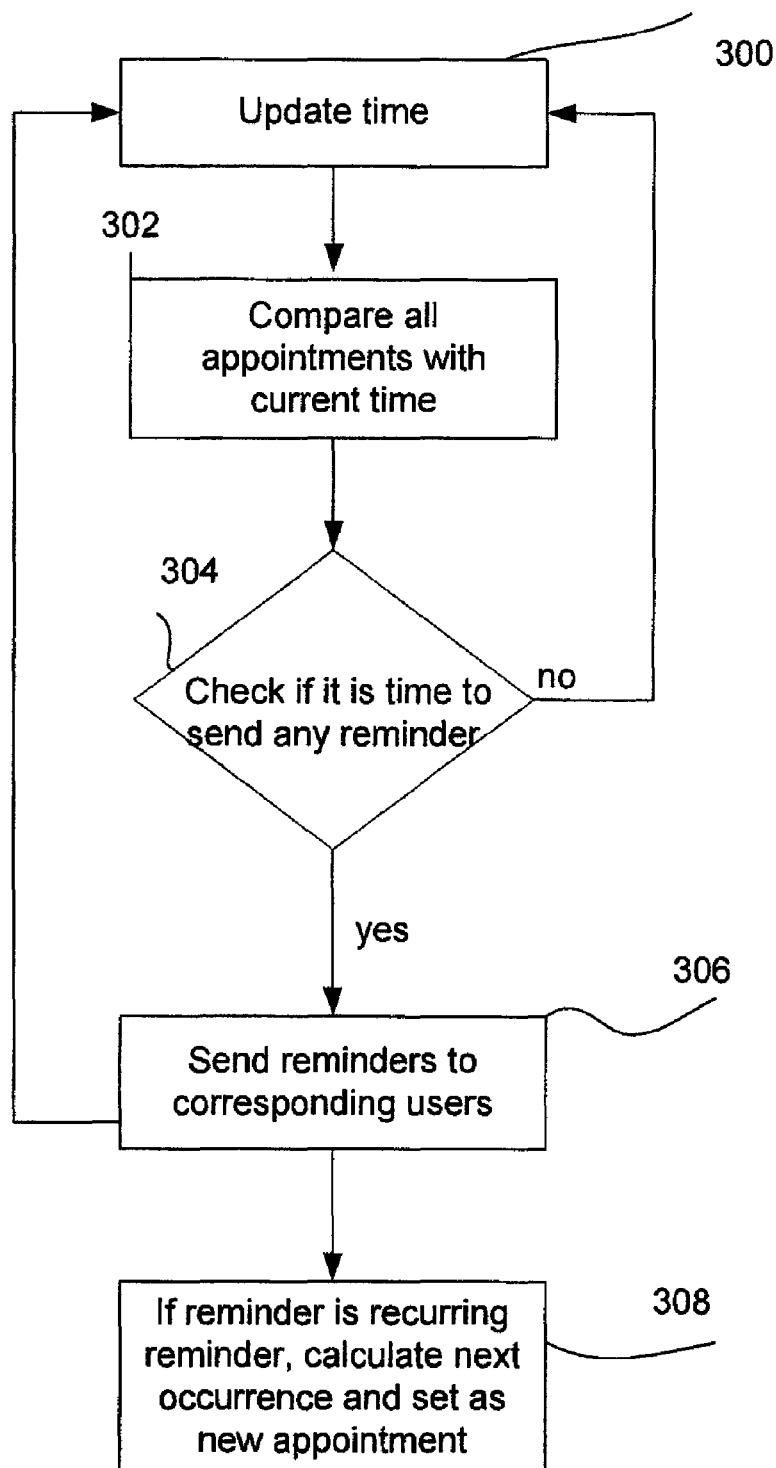 300
Update time
302
Compare all
appointments with
current time
304
Check if it is time to
send any reminder
no
yes
306
Send reminders to
corresponding users
308
If reminder is recurring
reminder, calculate next
occurrence and set as
new appointment